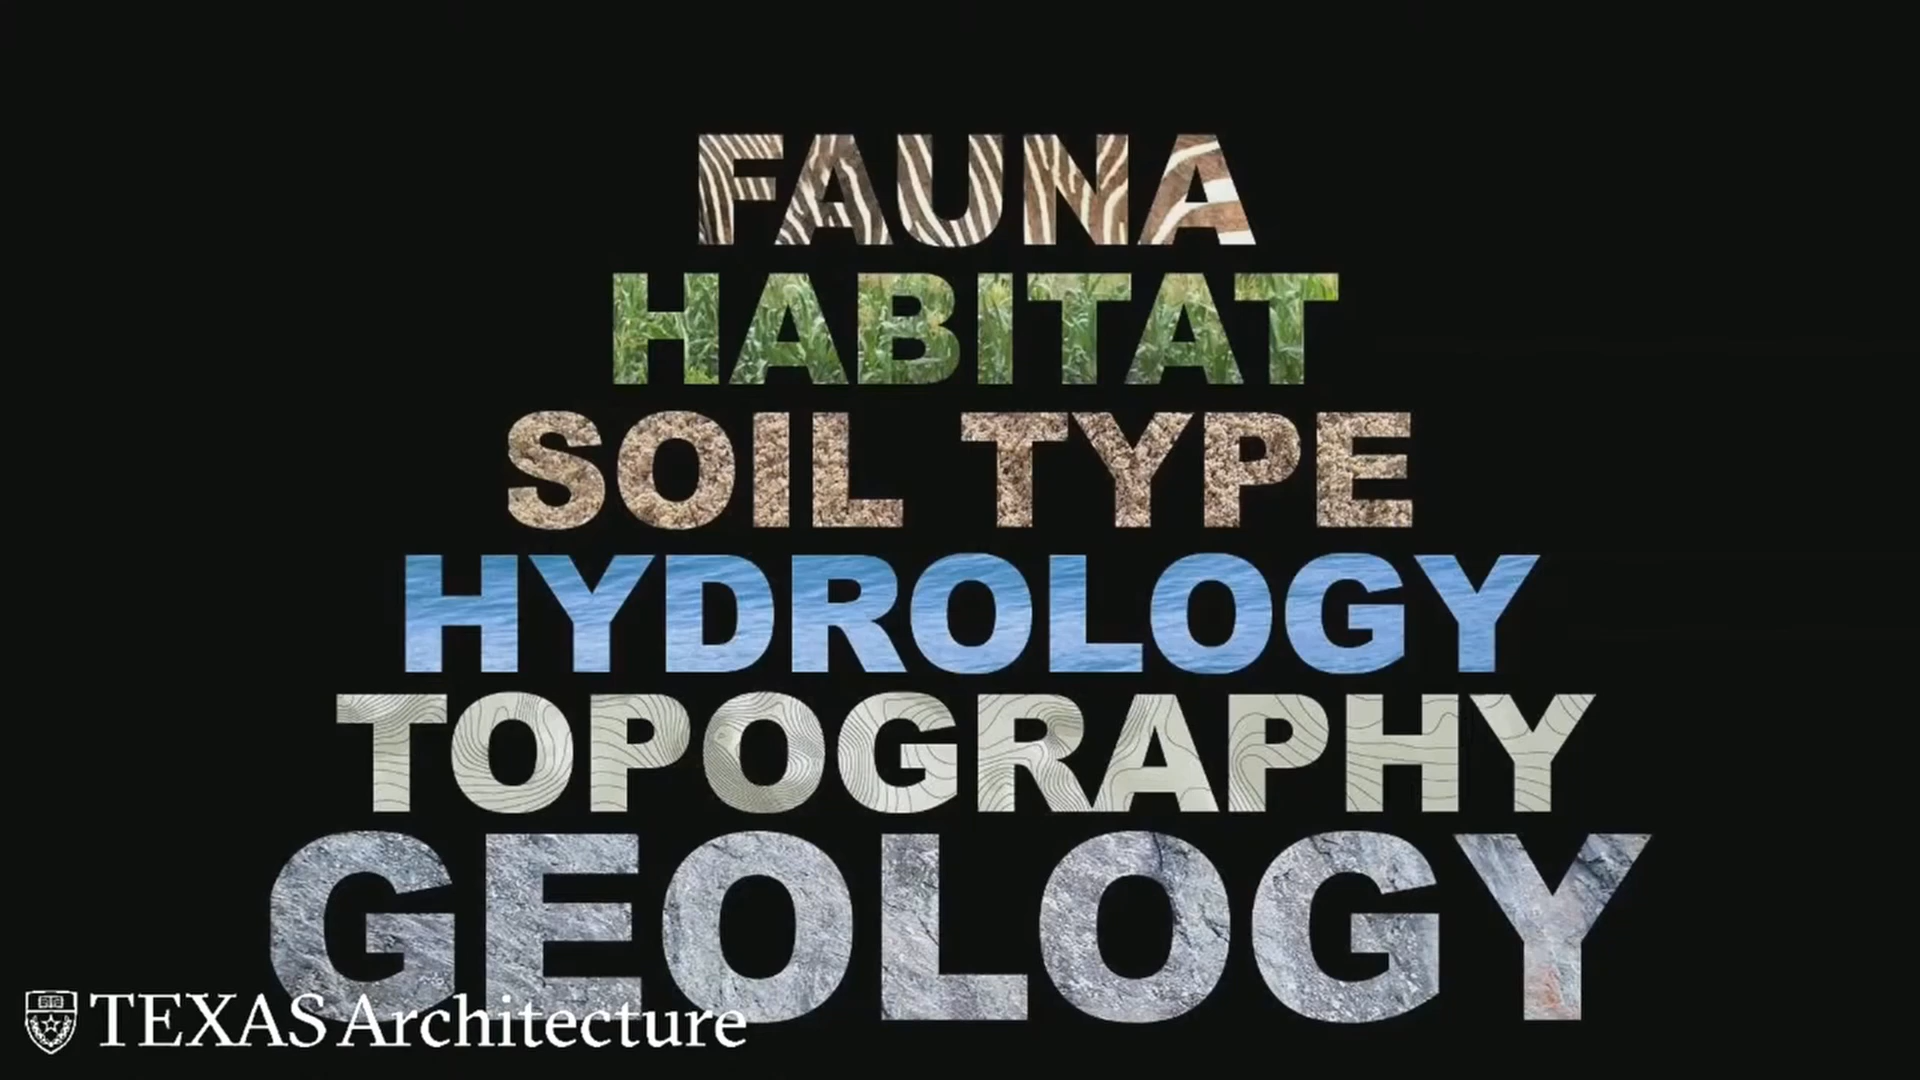 FAUNA
HABITAT
SOIL TYPE
HYDROLOGY
TOPOGRAPHY
GEOLOGY
TEXAS Architecture